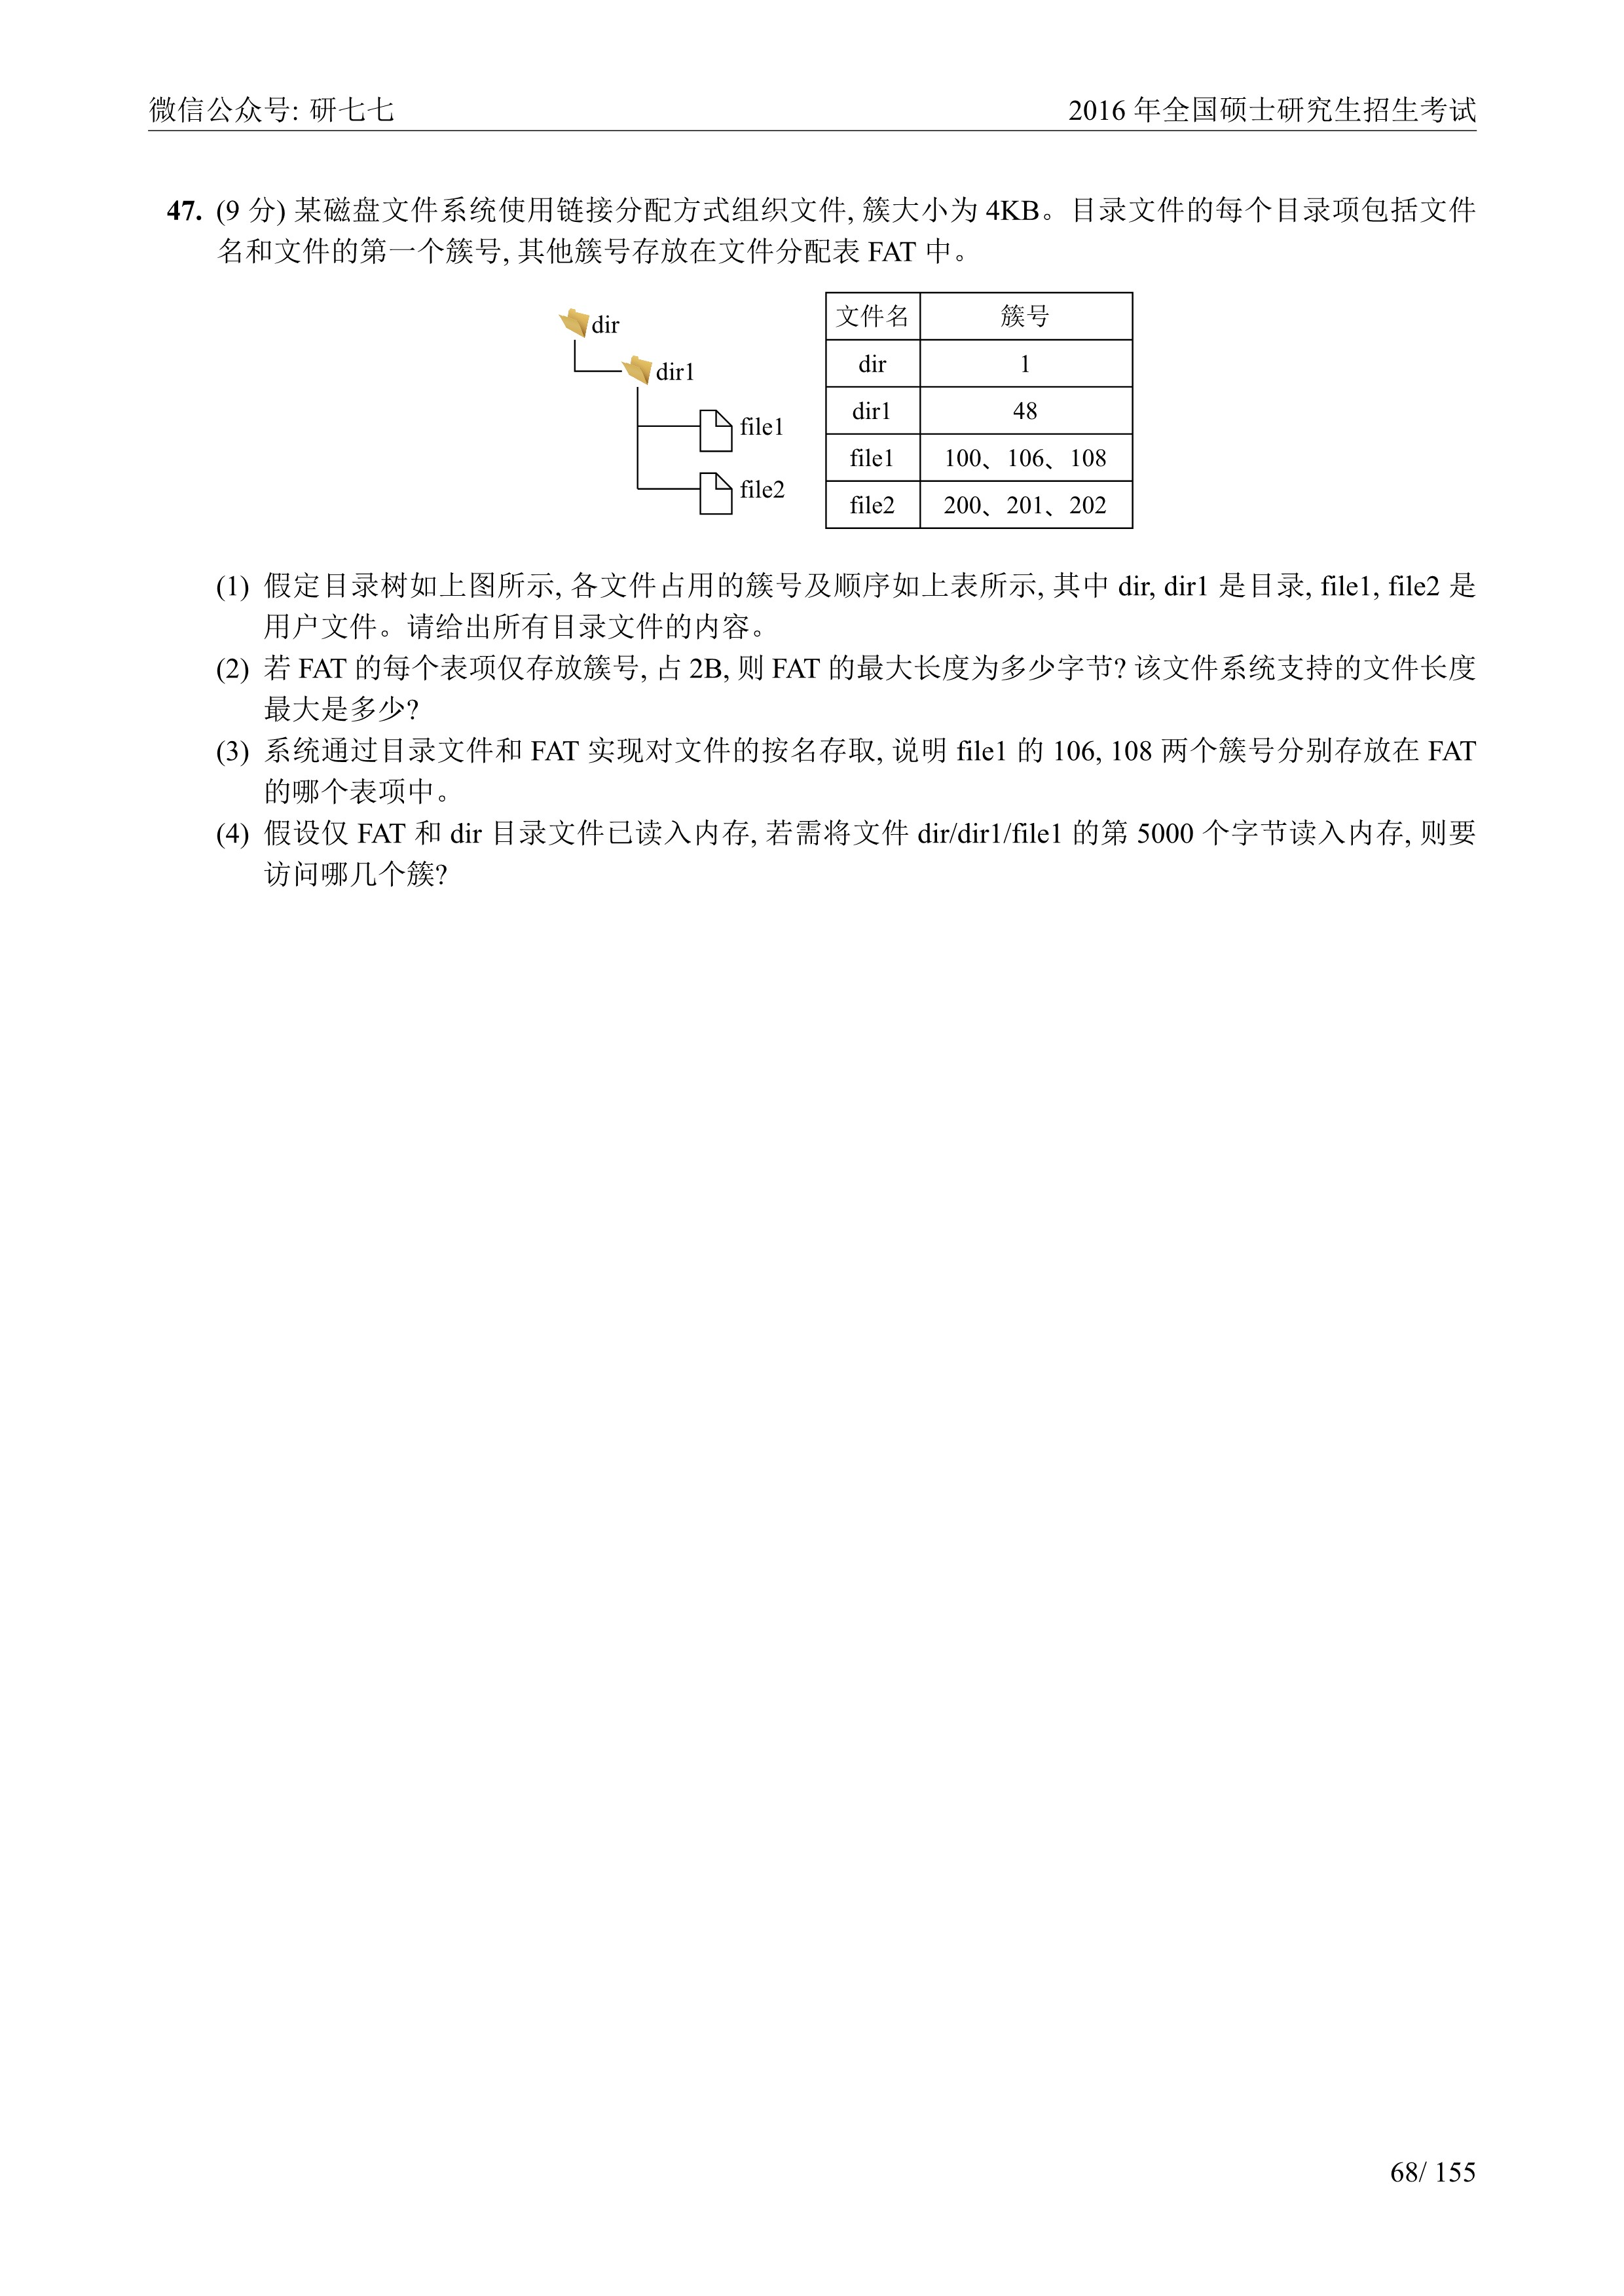 微信公众号: 研七七
2016 年全国硕士研究生招生考试
47. (9 分) 某磁盘文件系统使用链接分配方式组织文件, 簇大小为 4KB。目录文件的每个目录项包括文件
名和文件的第一个簇号, 其他簇号存放在文件分配表 FAT 中。
dir
dir1
file1
file2
文件名 簇号
dir 1
dir1 48
file1 100、106、108
file2 200、201、202
(1) 假定目录树如上图所示, 各文件占用的簇号及顺序如上表所示, 其中 dir, dir1 是目录, file1, file2 是
用户文件。请给出所有目录文件的内容。
(2) 若 FAT 的每个表项仅存放簇号, 占 2B, 则 FAT 的最大长度为多少字节? 该文件系统支持的文件长度
最大是多少?
(3) 系统通过目录文件和 FAT 实现对文件的按名存取, 说明 file1 的 106, 108 两个簇号分别存放在 FAT
的哪个表项中。
(4) 假设仅 FAT 和 dir 目录文件已读入内存, 若需将文件 dir/dir1/file1 的第 5000 个字节读入内存, 则要
访问哪几个簇?
68/ 155